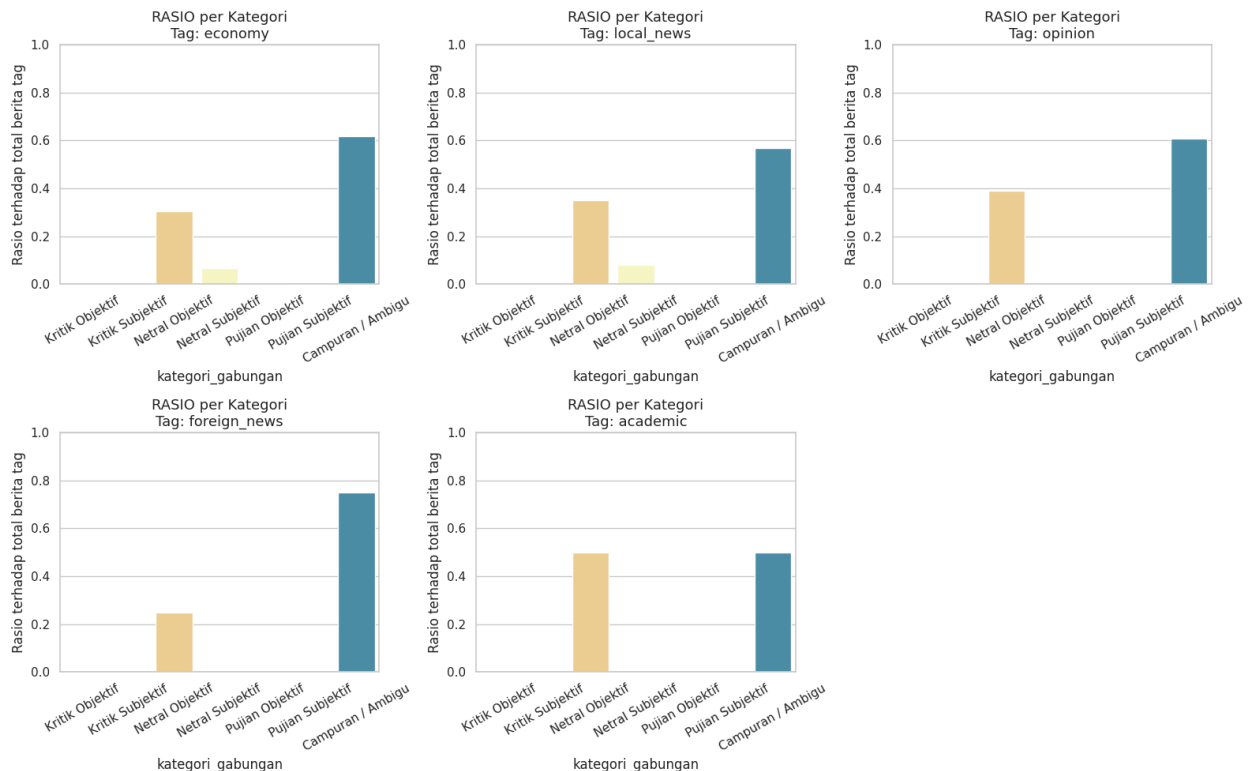 RASIO per Kategori
Tag: economy
Rasio terhadap total berita tag
1.0
0.8
0.6
0.4
0.2
0.0
Kritik Objektif
Kritik Subjektif
Netral Objektif
Netral Subjektif
Pujian Objektif
Pujian Subjektif
Campuran / Ambigu
kategori_gabungan
RASIO per Kategori
Tag: local_news
Rasio terhadap total berita tag
1.0
0.8
0.6
0.4
0.2
0.0
Kritik Objektif
Kritik Subjektif
Netral Objektif
Netral Subjektif
Pujian Objektif
Pujian Subjektif
Campuran / Ambigu
kategori_gabungan
RASIO per Kategori
Tag: opinion
Rasio terhadap total berita tag
1.0
0.8
0.6
0.4
0.2
0.0
Kritik Objektif
Kritik Subjektif
Netral Objektif
Netral Subjektif
Pujian Objektif
Pujian Subjektif
Campuran / Ambigu
kategori_gabungan
RASIO per Kategori
Tag: foreign_news
Rasio terhadap total berita tag
1.0
0.8
0.6
0.4
0.2
0.0
Kritik Objektif
Kritik Subjektif
Netral Objektif
Netral Subjektif
Pujian Objektif
Pujian Subjektif
Campuran / Ambigu
kategori_gabungan
RASIO per Kategori
Tag: academic
Rasio terhadap total berita tag
1.0
0.8
0.6
0.4
0.2
0.0
Kritik Objektif
Kritik Subjektif
Netral Objektif
Netral Subjektif
Pujian Objektif
Pujian Subjektif
Campuran / Ambigu
kategori_gabungan